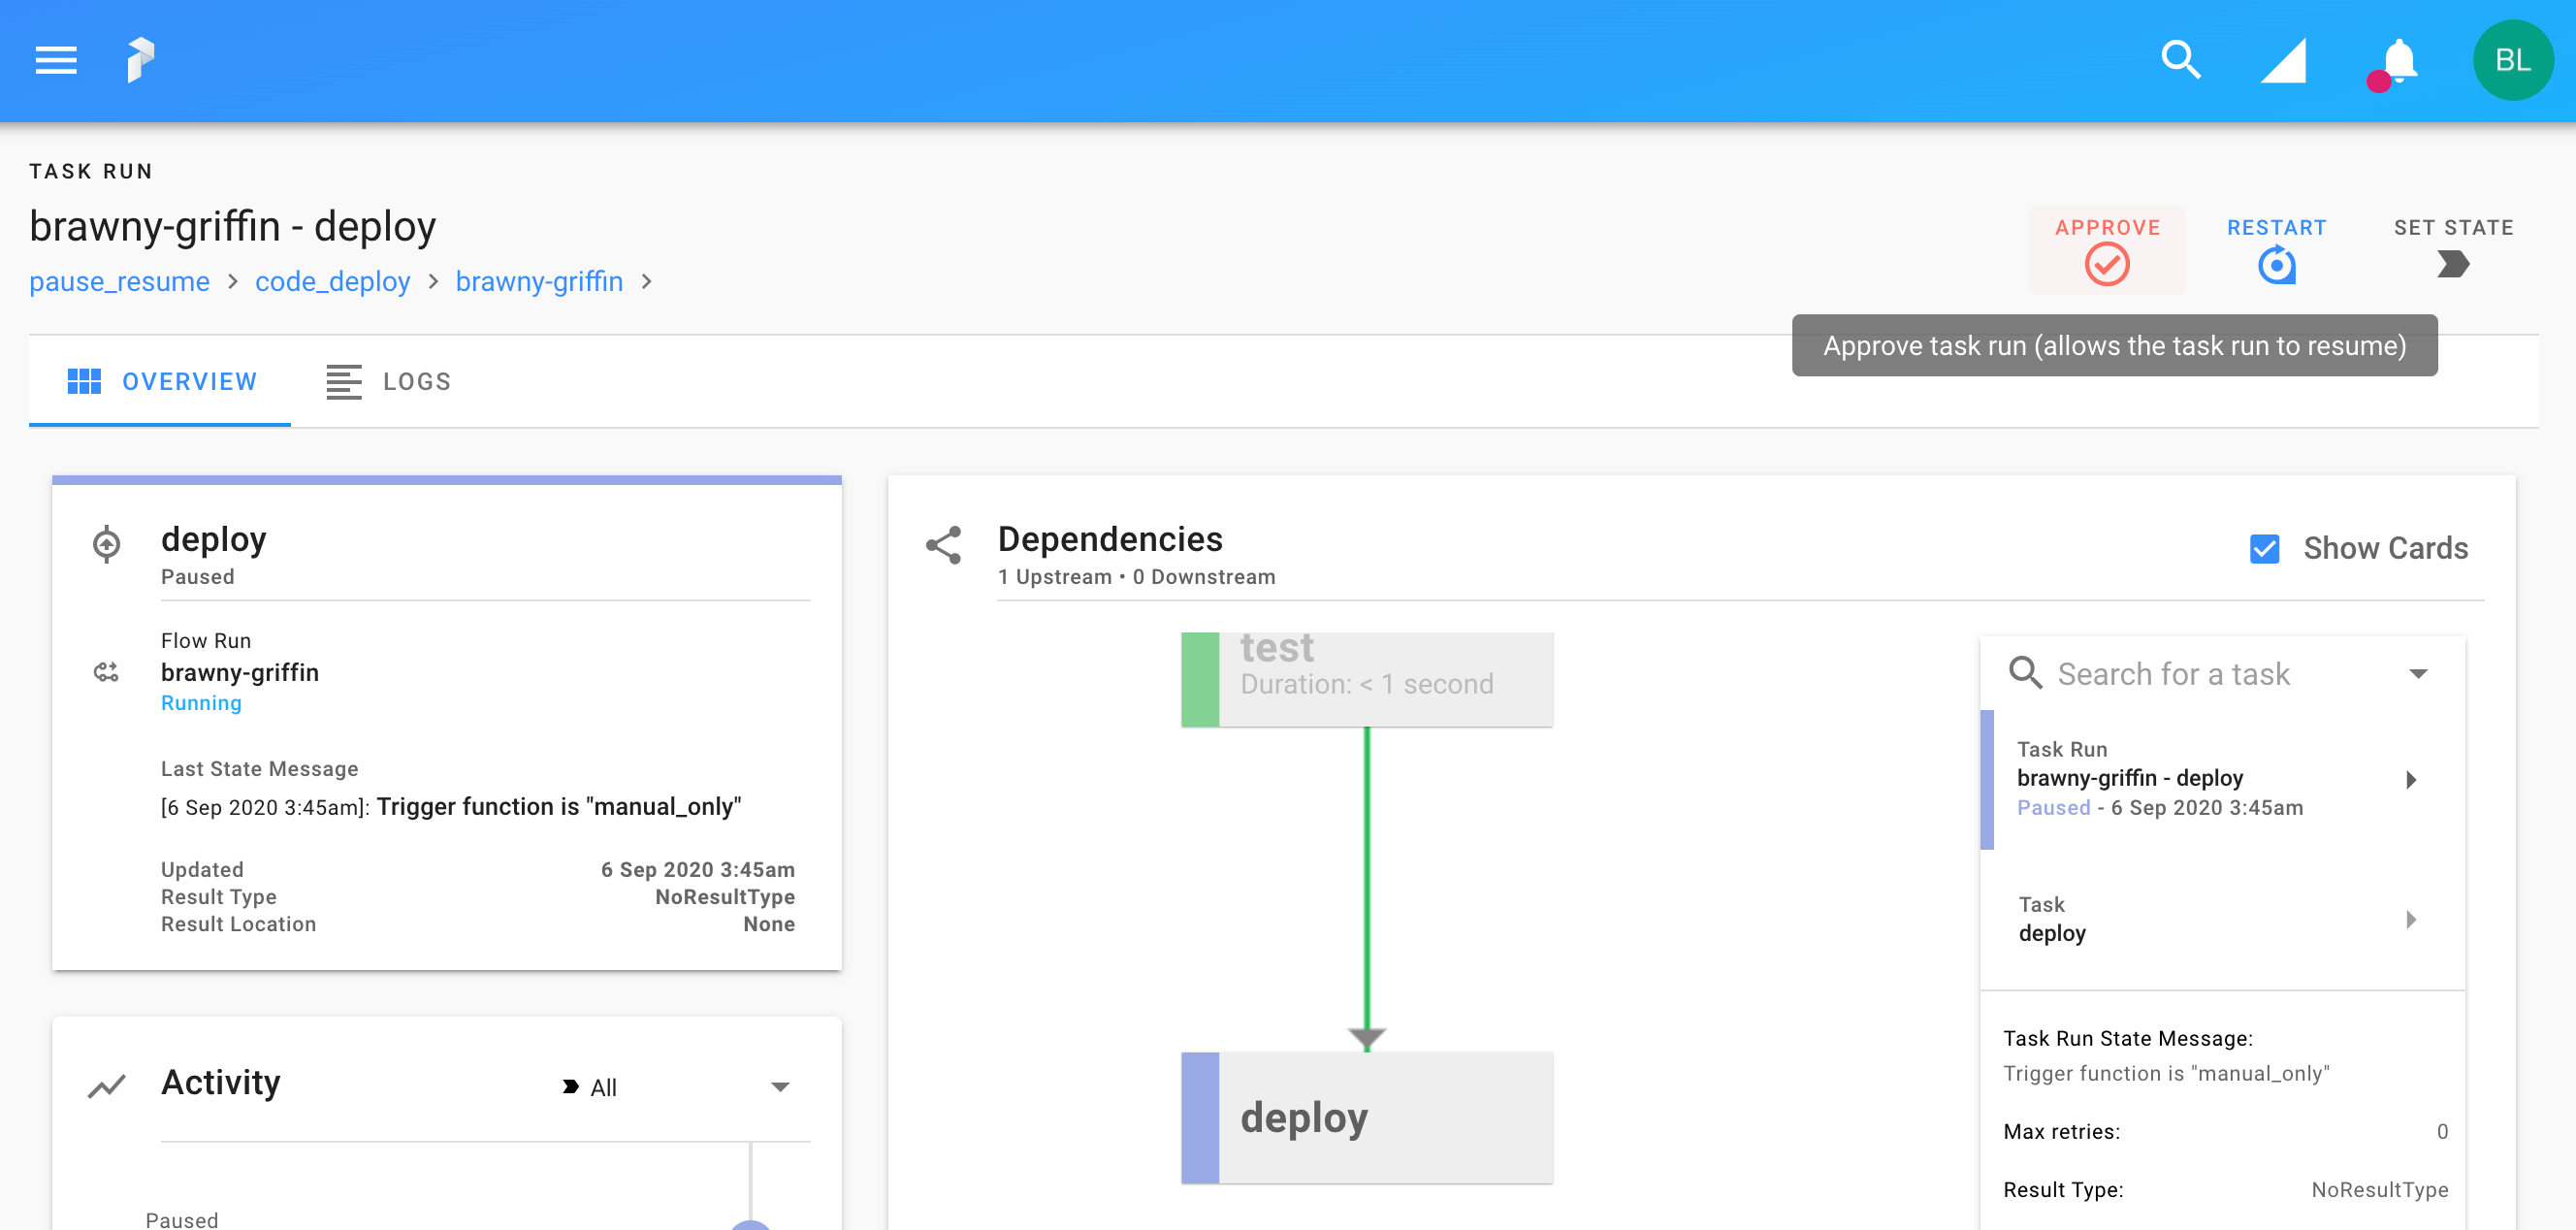 BL
TASK RUN
brawny-griffin - deploy
pause_resume > code_deploy > brawny-griffin >
APPROVE
RESTART
SET STATE
Approve task run (allows the task run to resume)
OVERVIEW
LOGS
deploy
Paused
Flow Run
brawny-griffin
Running
Last State Message
[6 Sep 2020 3:45am]: Trigger function is "manual_only"
Updated 6 Sep 2020 3:45am
Result Type NoResultType
Result Location None
Activity
All
Paused
Dependencies
1 Upstream • 0 Downstream
Show Cards
test
Duration: < 1 second
deploy
Search for a task
Task Run
brawny-griffin - deploy
Paused - 6 Sep 2020 3:45am
Task
deploy
Task Run State Message:
Trigger function is "manual_only"
Max retries: 0
Result Type: NoResultType